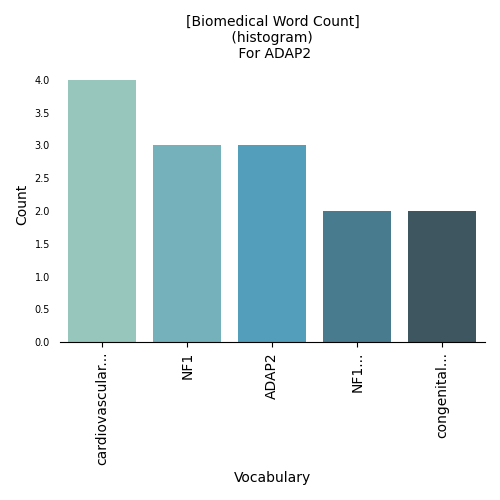 [Biomedical Word Count]
(histogram)
For ADAP2
4.0
3.5
3.0
2.5
2.0
1.5
1.0
0.5
0.0
Count
cardiovascular...
NF1
ADAP2
NF1...
congenital...
Vocabulary